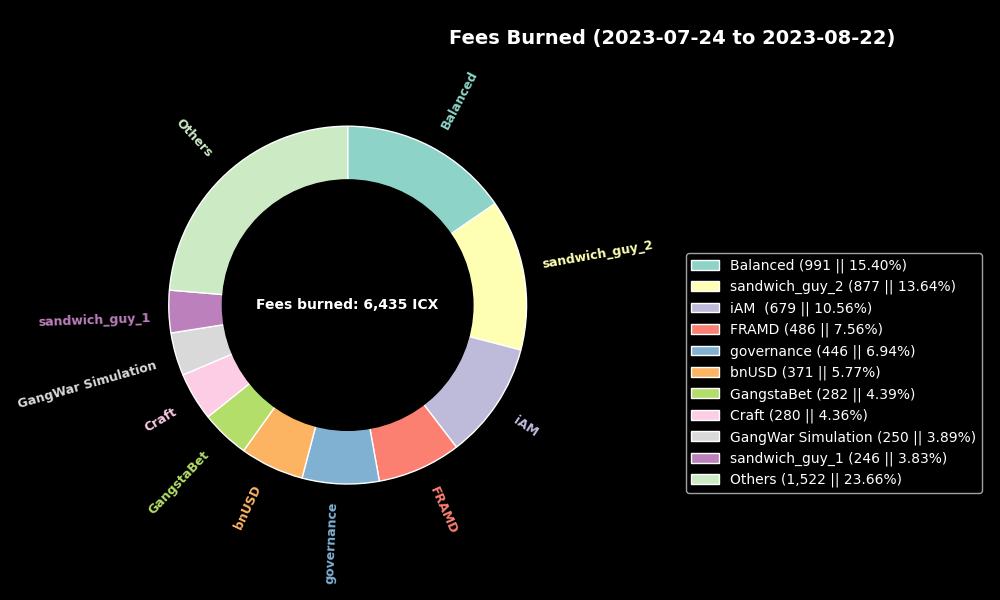 Fees Burned (2023-07-24 to 2023-08-22)
Balanced
Others
sandwich_guy_2
Fees burned: 6,435 ICX
sandwich_guy_1
GangWar Simulation
Craft
iAM
GangstaBet
bnUSD
FRAMD
governance
Balanced (991 || 15.40%)
sandwich_guy_2 (877 || 13.64%)
iAM (679 || 10.56%)
FRAMD (486 || 7.56%)
governance (446 || 6.94%)
bnUSD (371 || 5.77%)
GangstaBet (282 || 4.39%)
Craft (280 || 4.36%)
GangWar Simulation (250 || 3.89%)
sandwich_guy_1 (246 || 3.83%)
Others (1,522 || 23.66%)